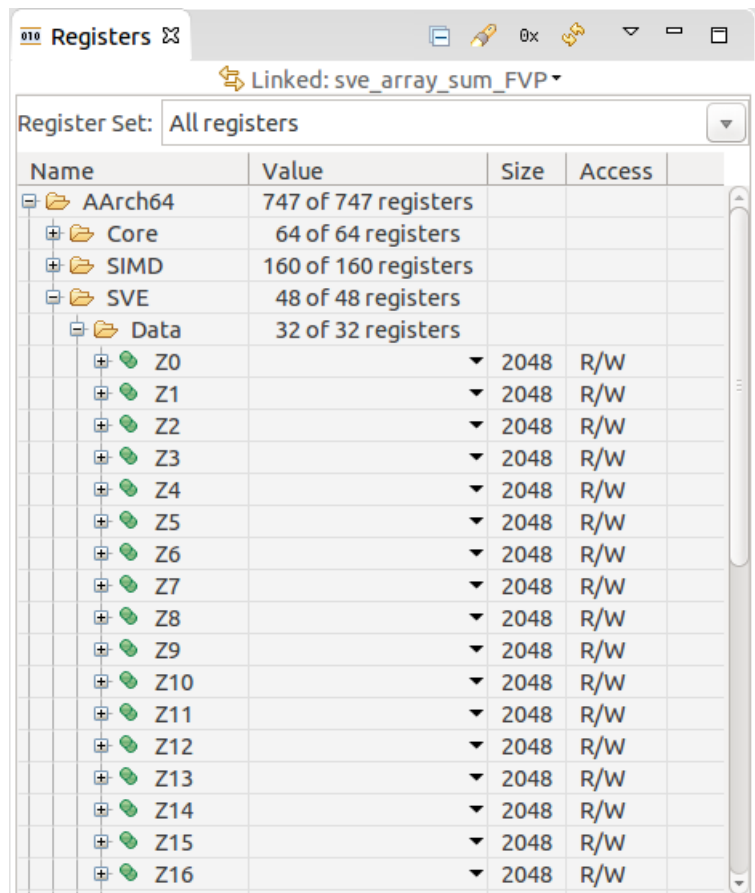 010 Registers
0x
Linked: sve_array_sum_FVP
Register Set: All registers
Name Value Size Access
AArch64 747 of 747 registers
Core 64 of 64 registers
SIMD 160 of 160 registers
SVE 48 of 48 registers
Data 32 of 32 registers
Z0 2048 R/W
Z1 2048 R/W
Z2 2048 R/W
Z3 2048 R/W
Z4 2048 R/W
Z5 2048 R/W
Z6 2048 R/W
Z7 2048 R/W
Z8 2048 R/W
Z9 2048 R/W
Z10 2048 R/W
Z11 2048 R/W
Z12 2048 R/W
Z13 2048 R/W
Z14 2048 R/W
Z15 2048 R/W
Z16 2048 R/W